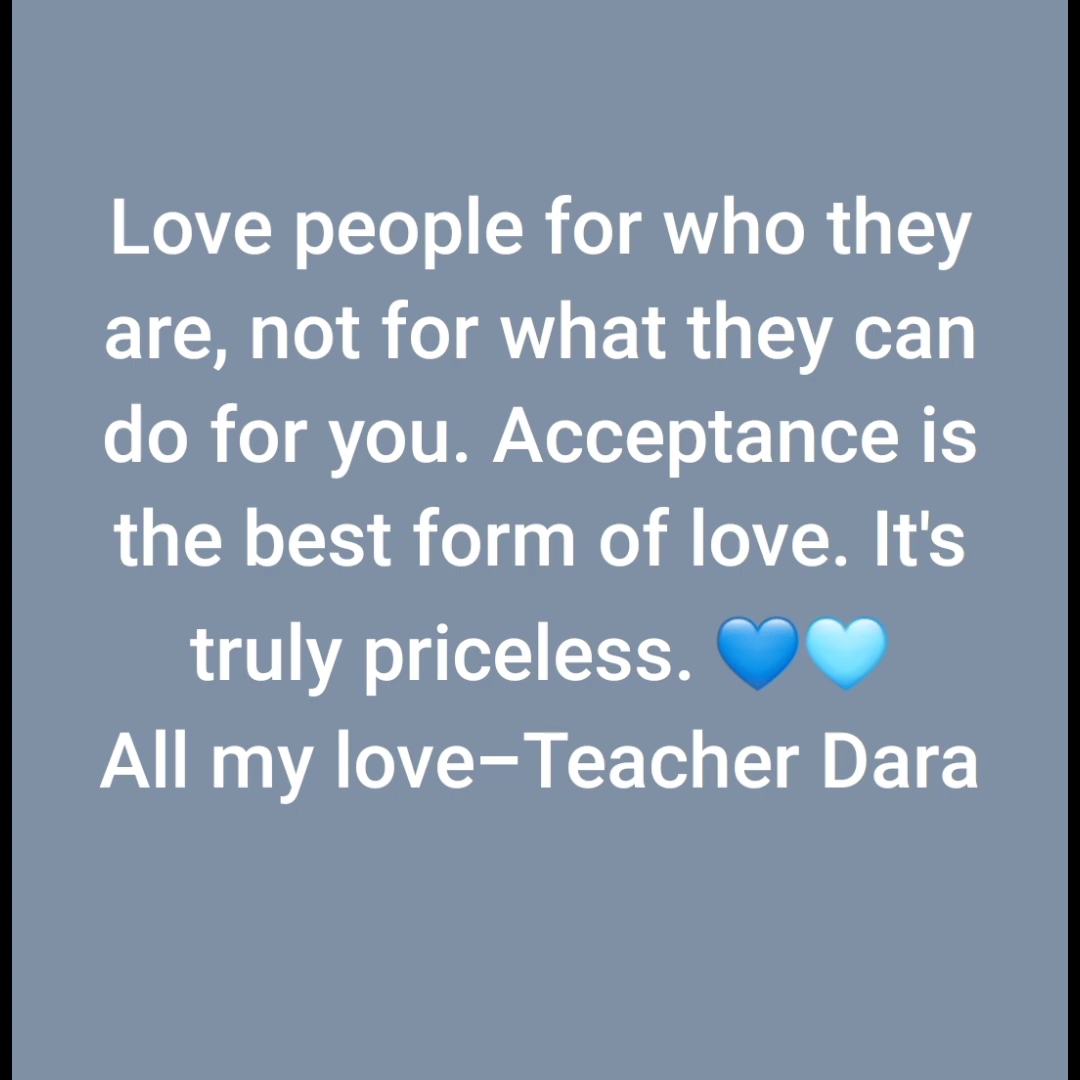 Love people for who they
are, not for what they can
do for you. Acceptance is
the best form of love. It's
truly priceless. 💙🩵
All my love–Teacher Dara